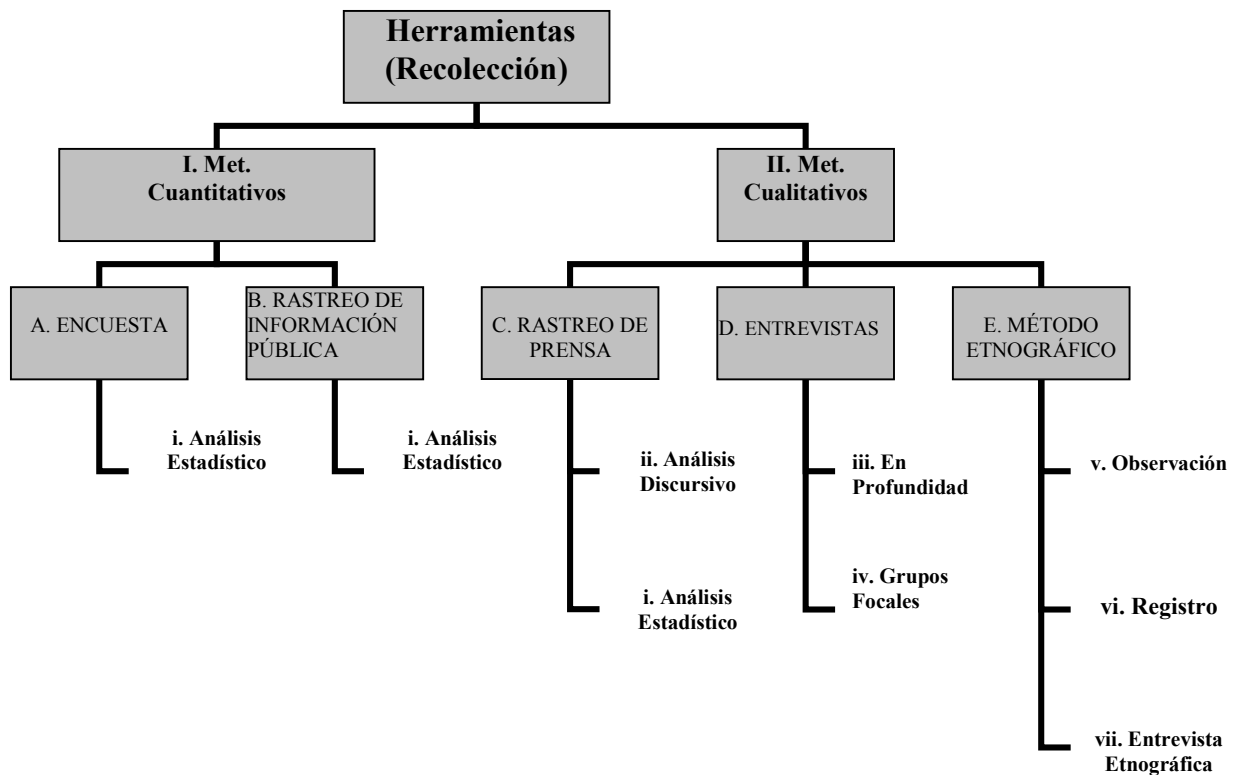 Herramientas
(Recolección)
I. Met.
Cuantitativos
II. Met.
Cualitativos
A. ENCUESTA
B. RASTREO DE
INFORMACIÓN
PÚBLICA
C. RASTREO DE
PRENSA
D. ENTREVISTAS
E. MÉTODO
ETNOGRÁFICO
i. Análisis
Estadístico
i. Análisis
Estadístico
ii. Análisis
Discursivo
iii. En
Profundidad
v. Observación
i. Análisis
Estadístico
iv. Grupos
Focales
vi. Registro
vii. Entrevista
Etnográfica